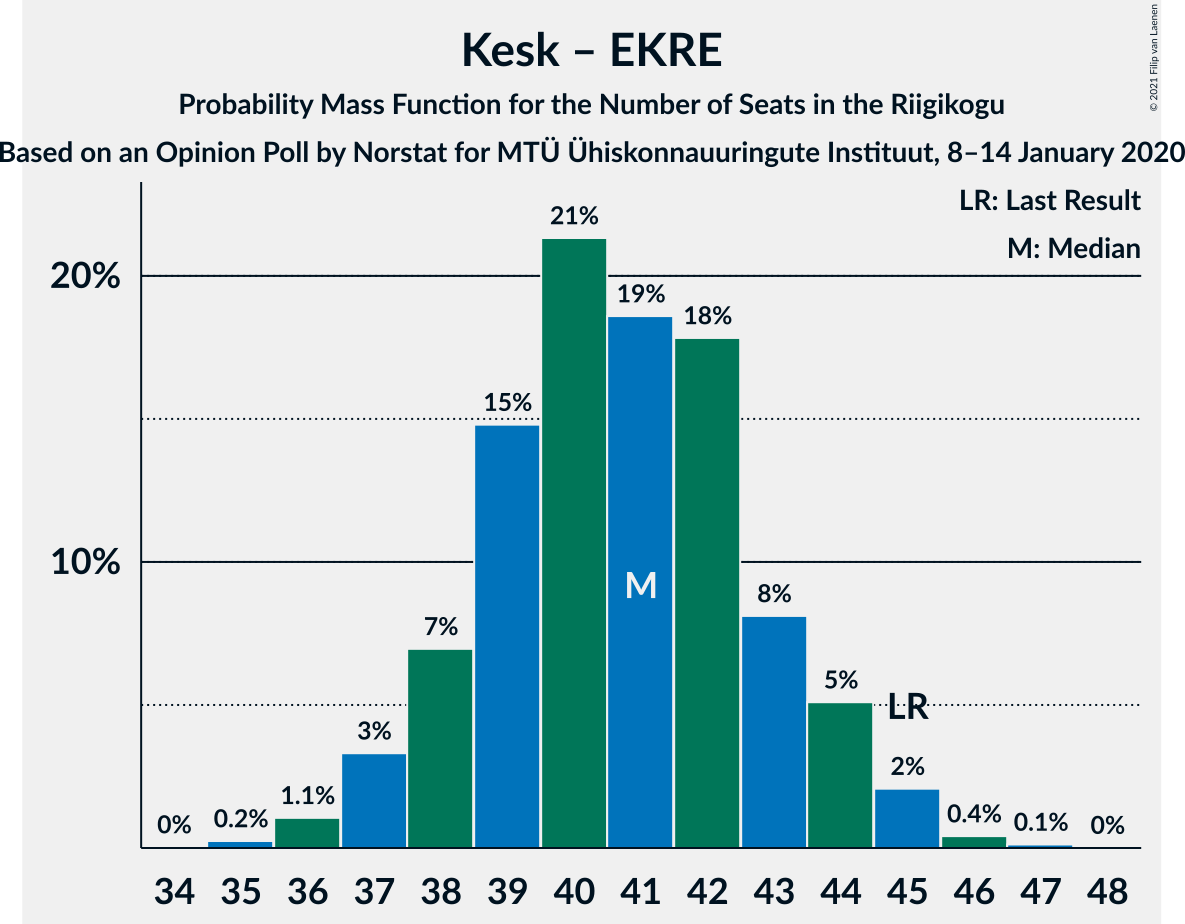 Kesk – EKRE
Probability Mass Function for the Number of Seats in the Riigikogu
Based on an Opinion Poll by Norstat for MTÜ Ühiskonnauuringute Instituut, 8–14 January 2020
© 2021 Filip van Laenen
LR: Last Result
M: Median
20%
10%
0%
0.2%
1.1%
3%
7%
15%
21%
19%
18%
8%
5%
2%
0.4%
0.1%
0%
M
LR
34 35 36 37 38 39 40 41 42 43 44 45 46 47 48